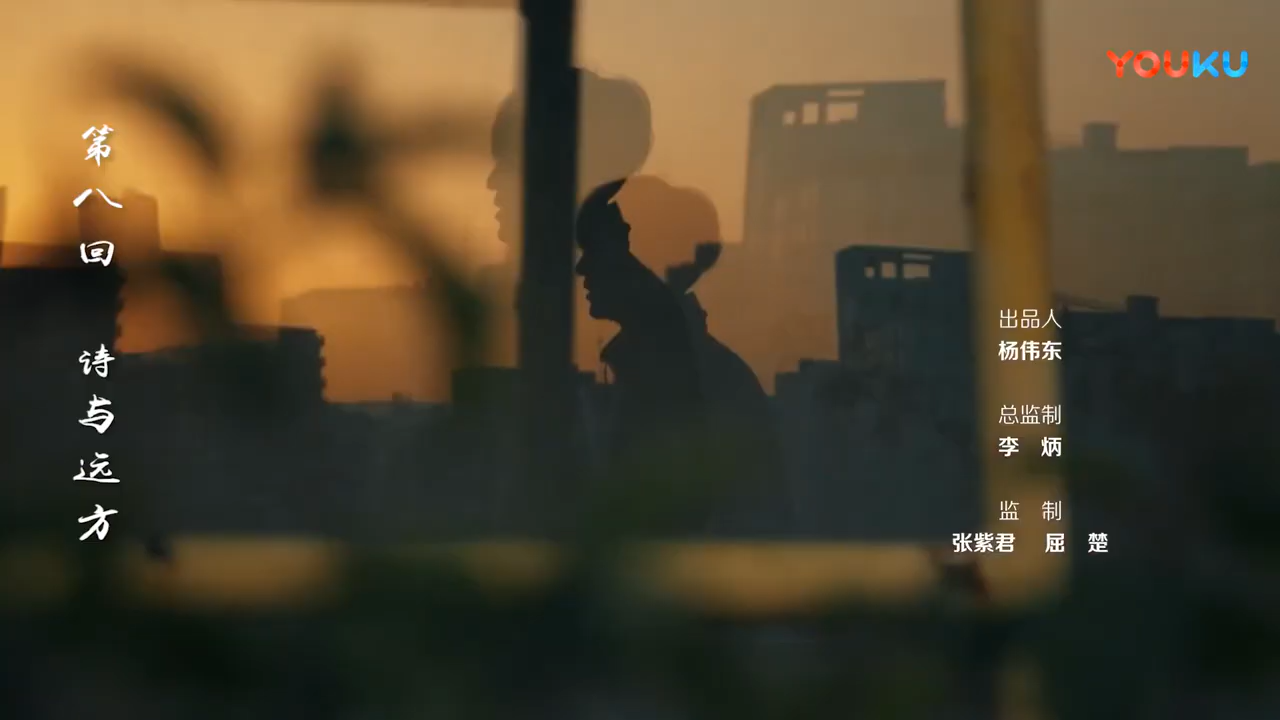 YOUKU
第八回 诗与远方
出品人
杨伟东
总监制
李 炳
监 制
张紫君 屈 楚